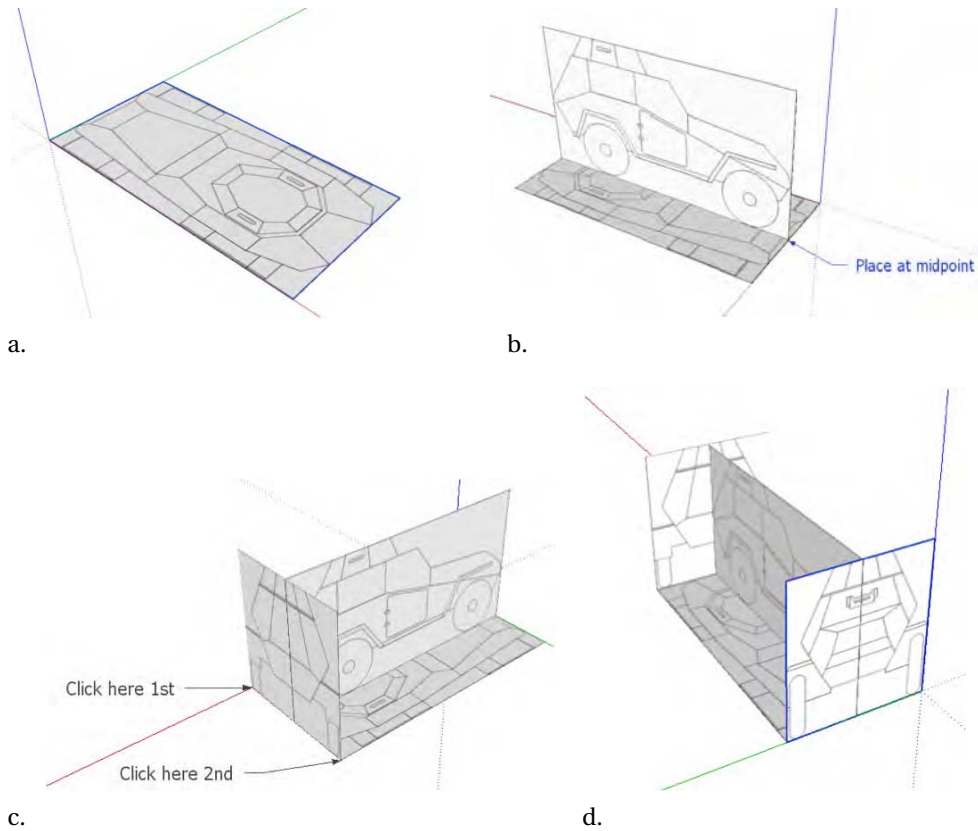 Place at midpoint
a.
b.
Click here 1st
Click here 2nd
c.
d.